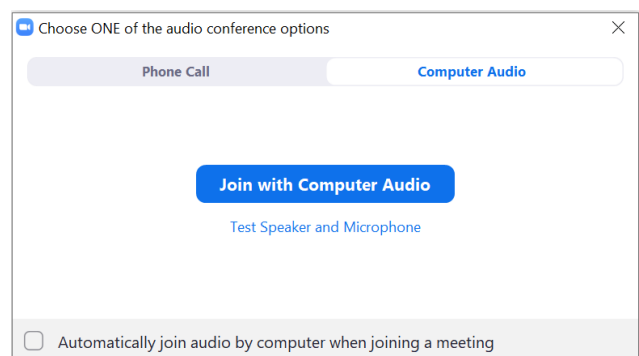 Choose ONE of the audio conference options
Phone Call
Computer Audio
Join with Computer Audio
Test Speaker and Microphone
Automatically join audio by computer when joining a meeting